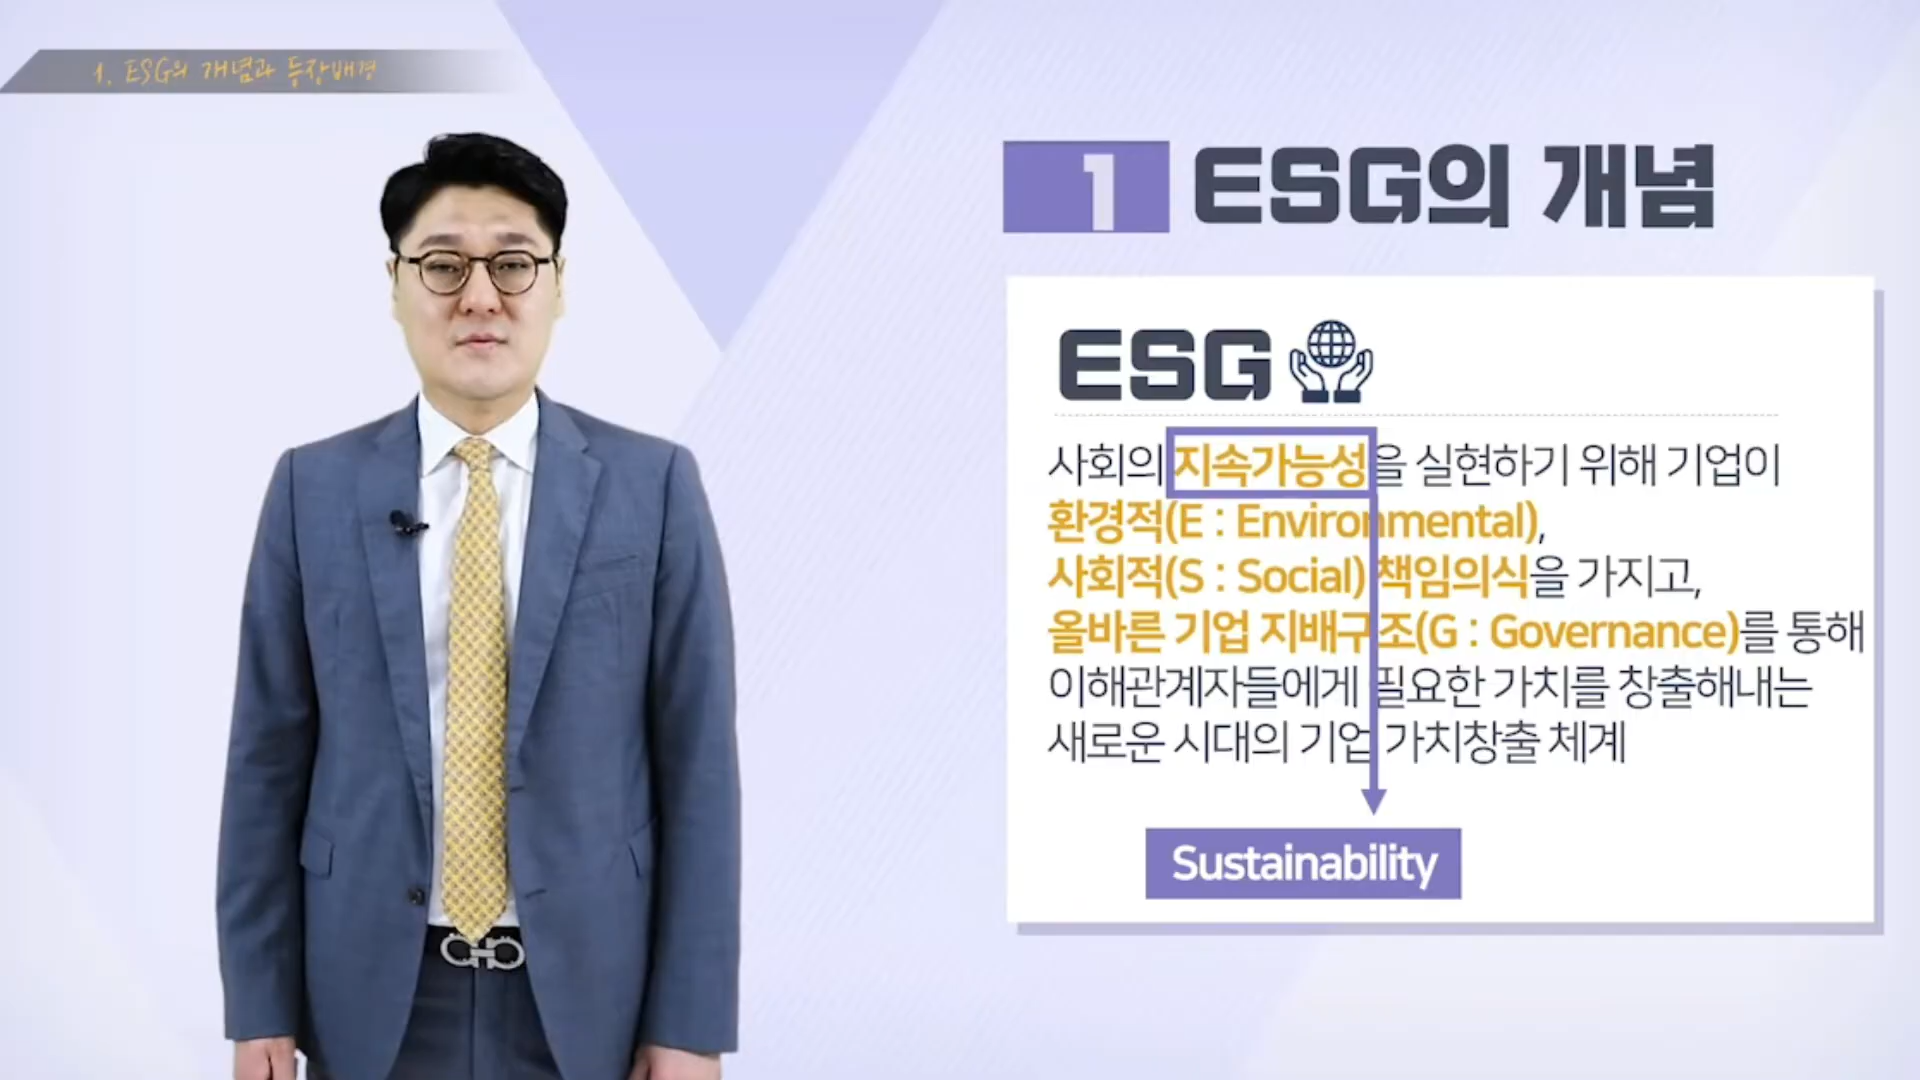 1. ESG의 개념과 등장배경
1 ESG의 개념
ESG
사회의 지속가능성을 실현하기 위해 기업이
환경적(E : Environmental),
사회적(S : Social) 책임의식을 가지고,
올바른 기업 지배구조(G : Governance)를 통해
이해관계자들에게 필요한 가치를 창출해내는
새로운 시대의 기업 가치창출 체계
Sustainability